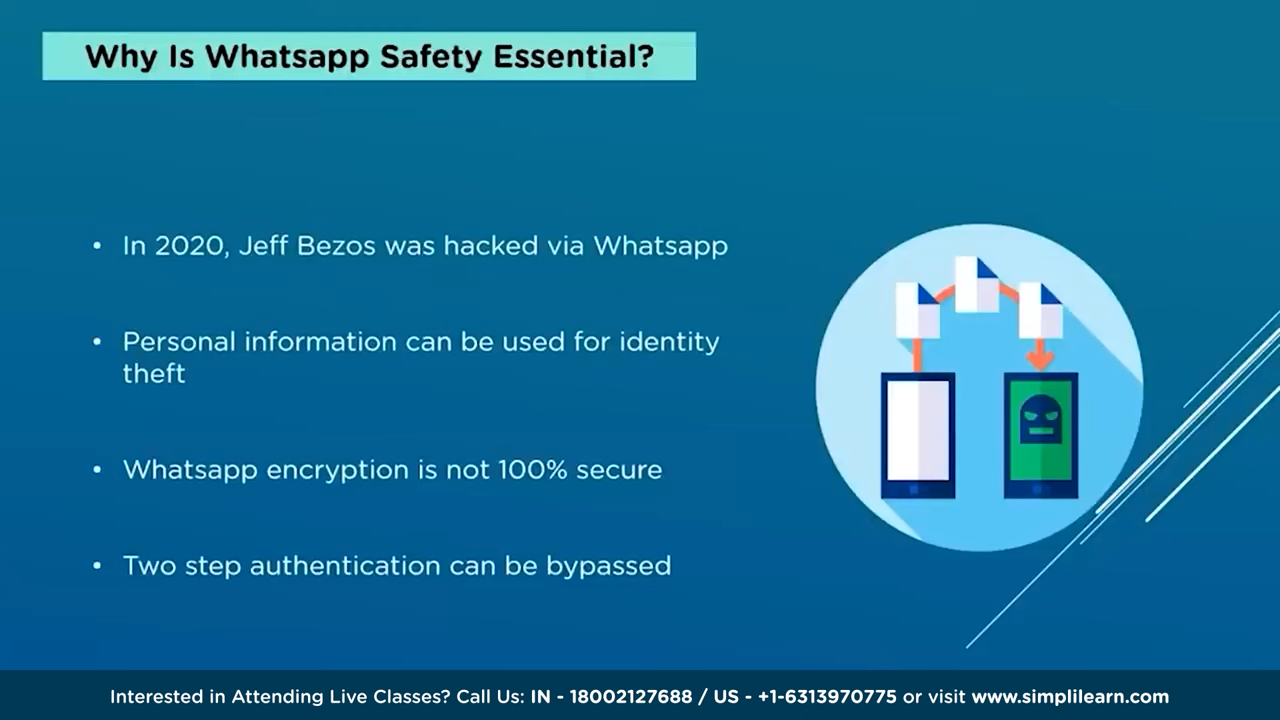 Why Is Whatsapp Safety Essential?
• In 2020, Jeff Bezos was hacked via Whatsapp
• Personal information can be used for identity
theft
• Whatsapp encryption is not 100% secure
• Two step authentication can be bypassed
Interested in Attending Live Classes? Call Us: IN - 18002127688 / US - +1-6313970775 or visit www.simplilearn.com